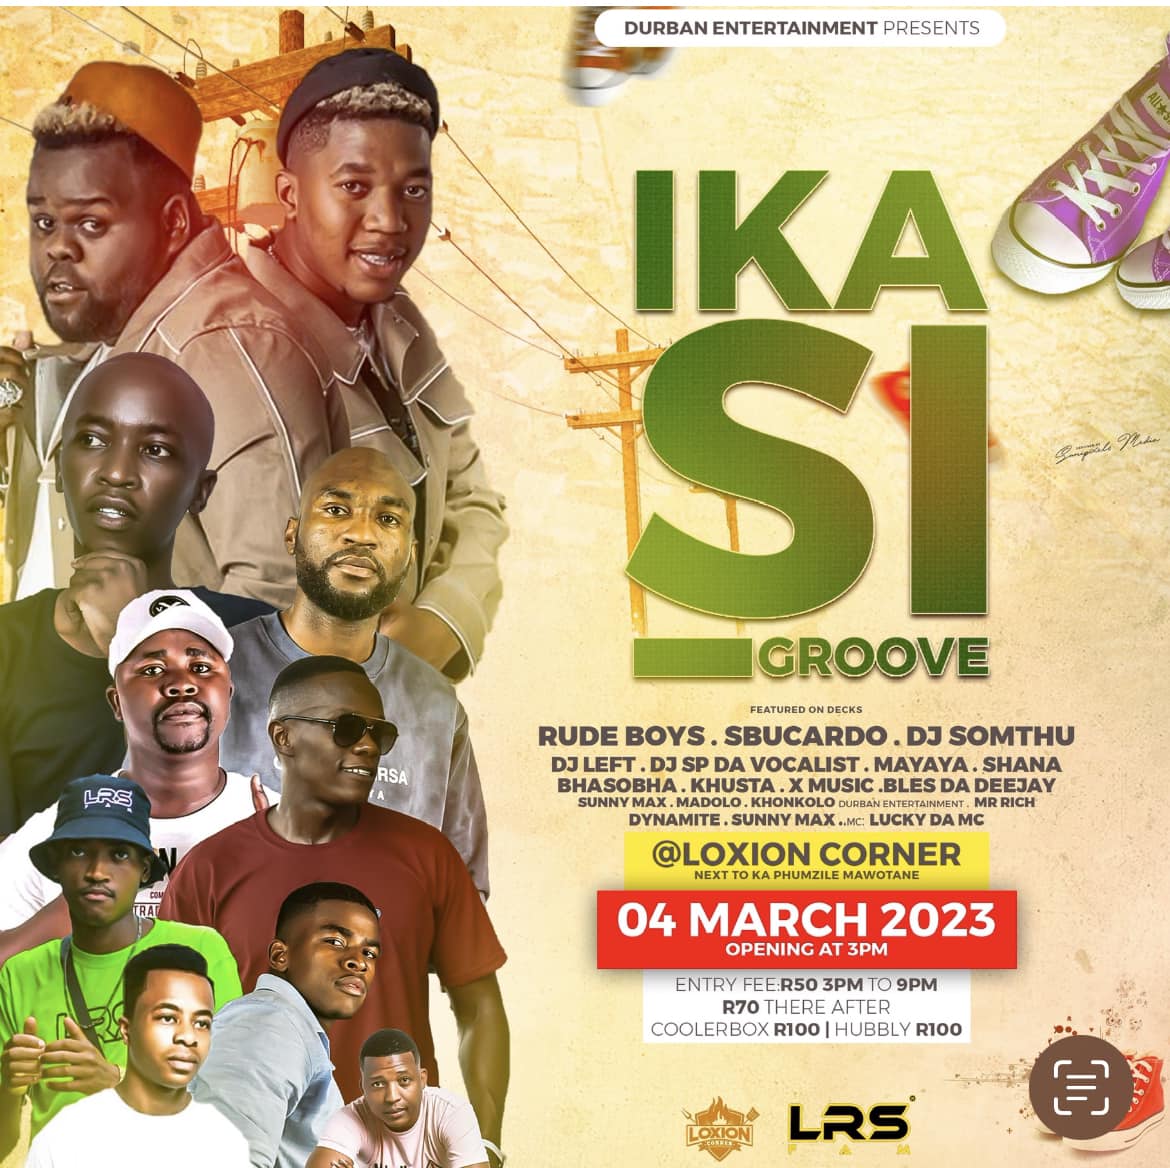 DURBAN ENTERTAINMENT PRESENTS
IKA
SI
GROOVE
FEATURED ON DECKS
RUDE BOYS . SBUCARDO . DJ SOMTHU
DJ LEFT . DJ SP DA VOCALIST . MAYAYA . SHANA
BHASOBHA . KHUSTA . X MUSIC .BLES DA DEEJAY
SUNNY MAX . MADOLO . KHONKOLO DURBAN ENTERTAINMENT . MR RICH
DYNAMITE . SUNNY MAX ..MC: LUCKY DA MC
@LOXION CORNER
NEXT TO KA PHUMZILE MAWOTANE
04 MARCH 2023
OPENING AT 3PM
ENTRY FEE:R50 3PM TO 9PM
R70 THERE AFTER
COOLERBOX R100 | HUBBLY R100
LOXION
CORNER
LRS
FAM
LRS